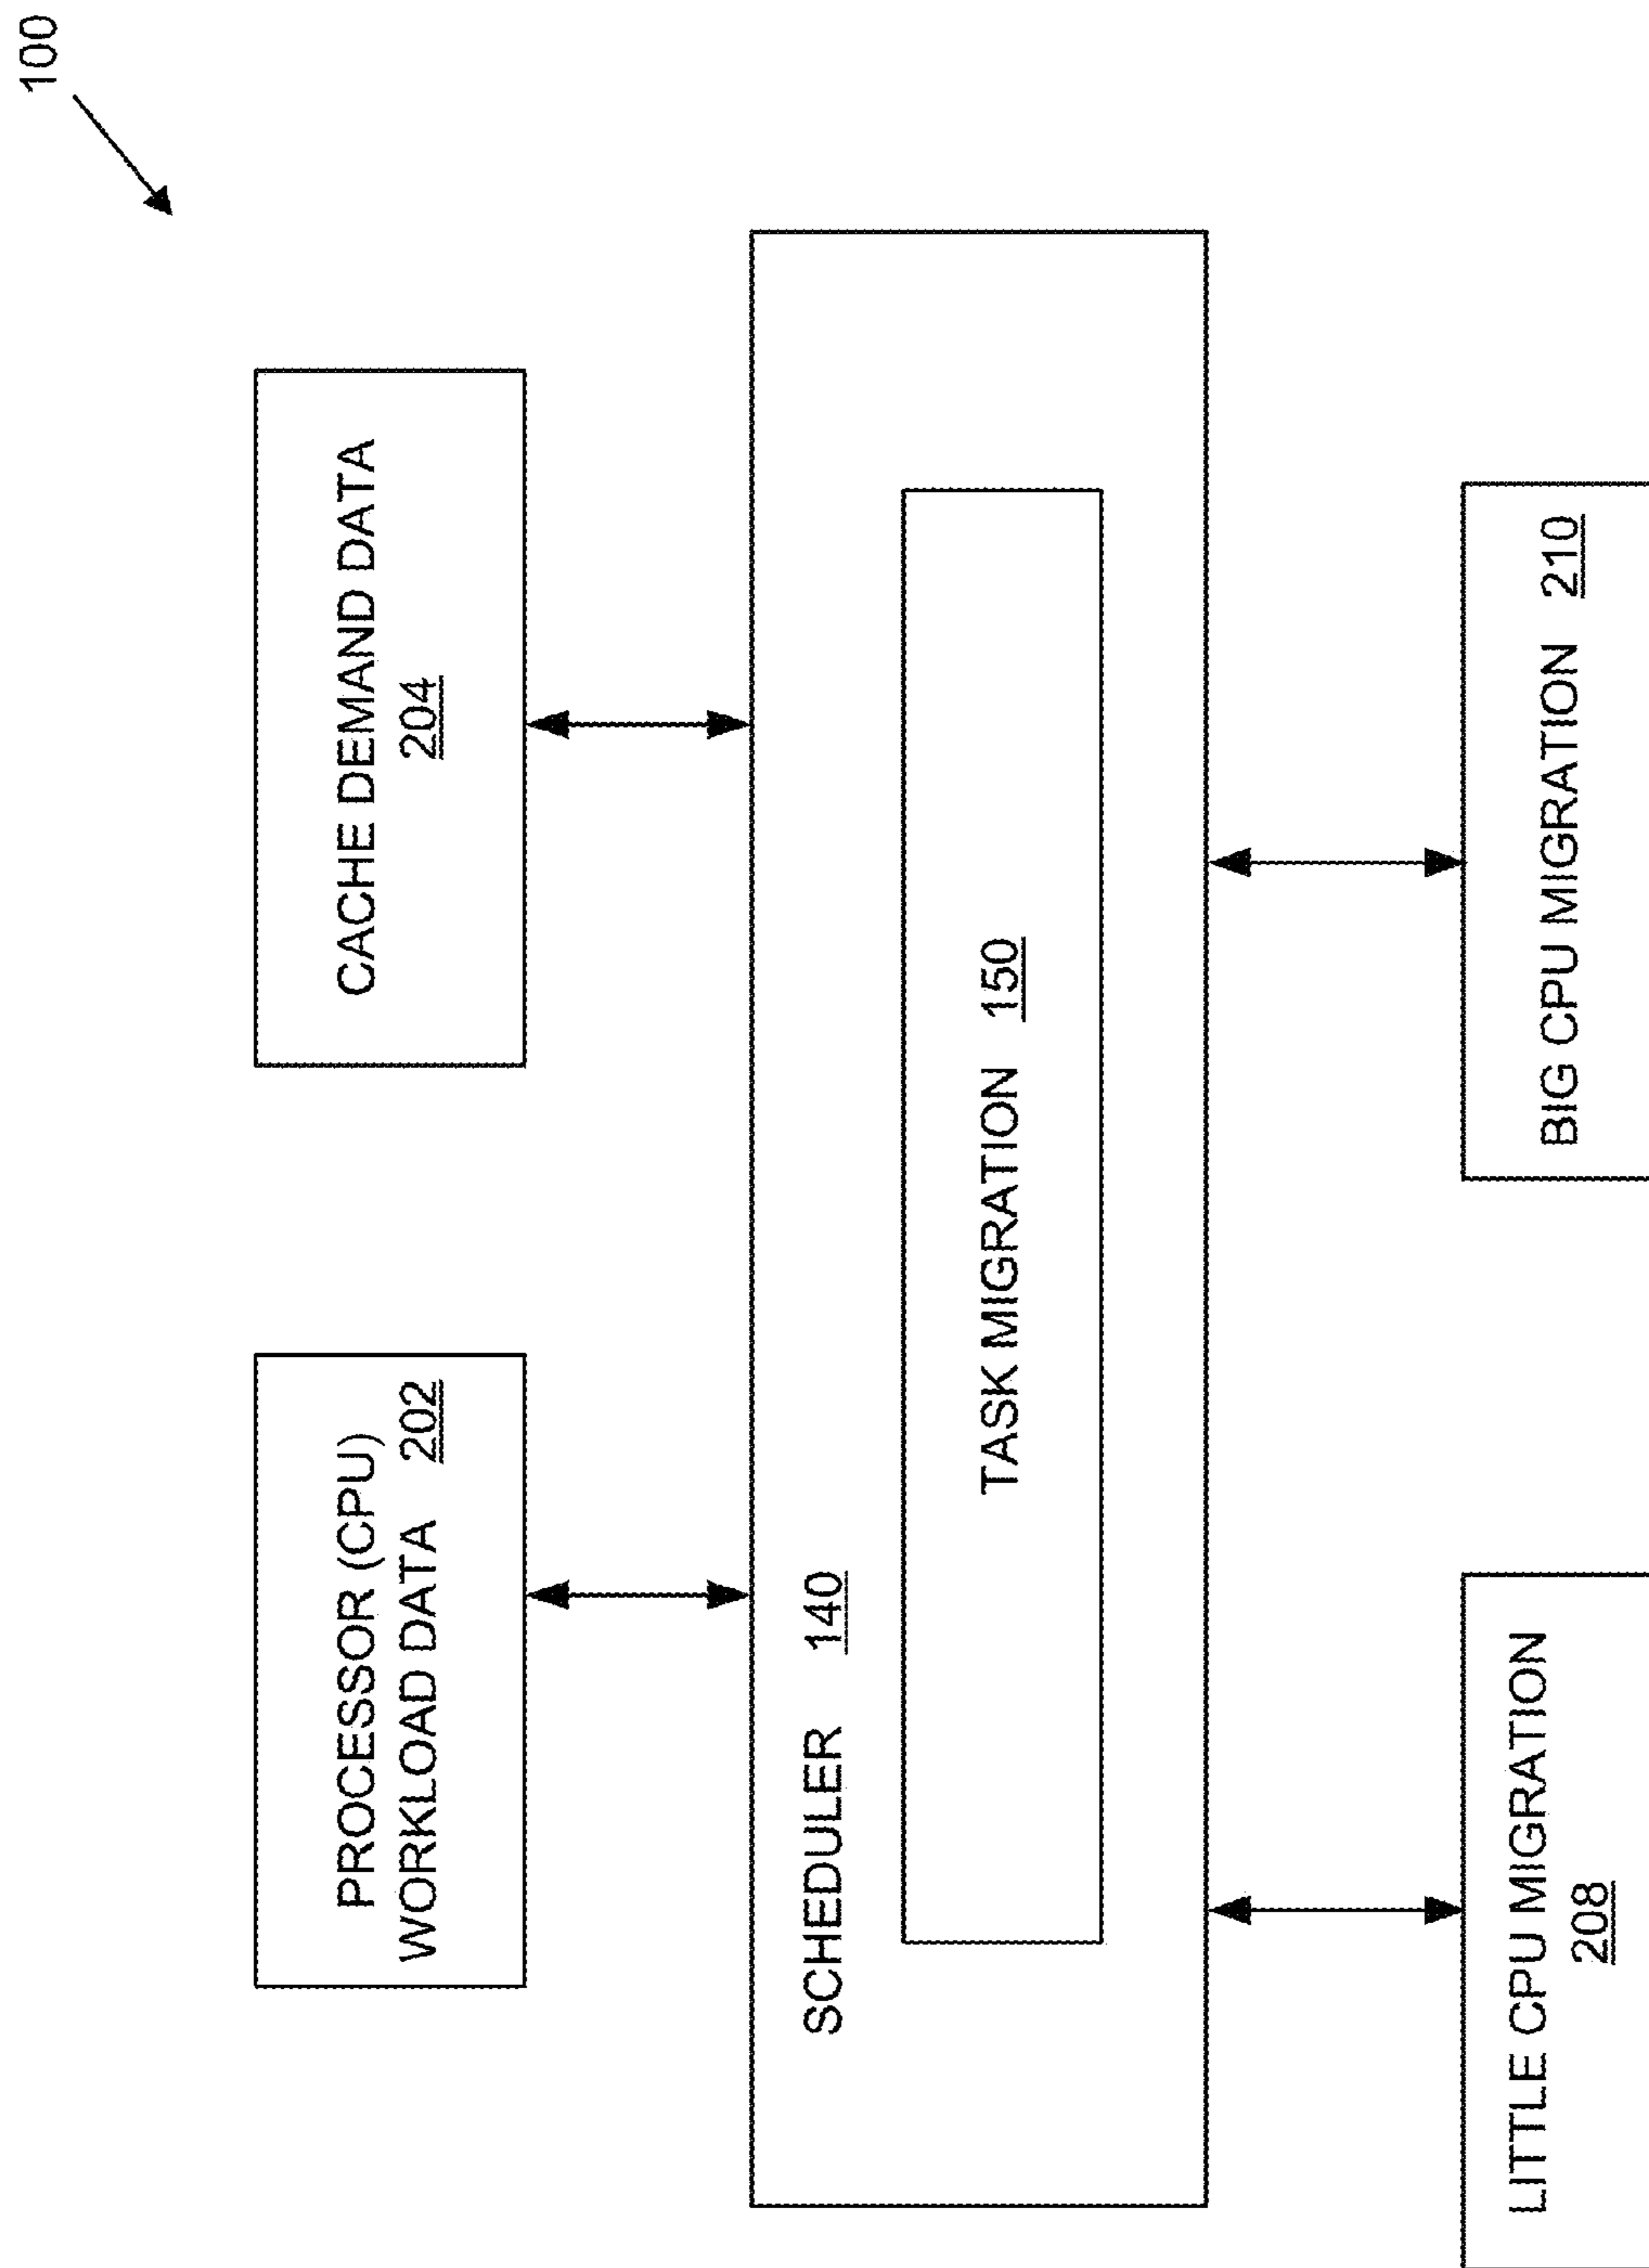 100
PROCESSOR (CPU)
WORKLOAD DATA 202
CACHE DEMAND DATA
204
SCHEDULER 140
TASK MIGRATION 150
LITTLE CPU MIGRATION
208
BIG CPU MIGRATION 210